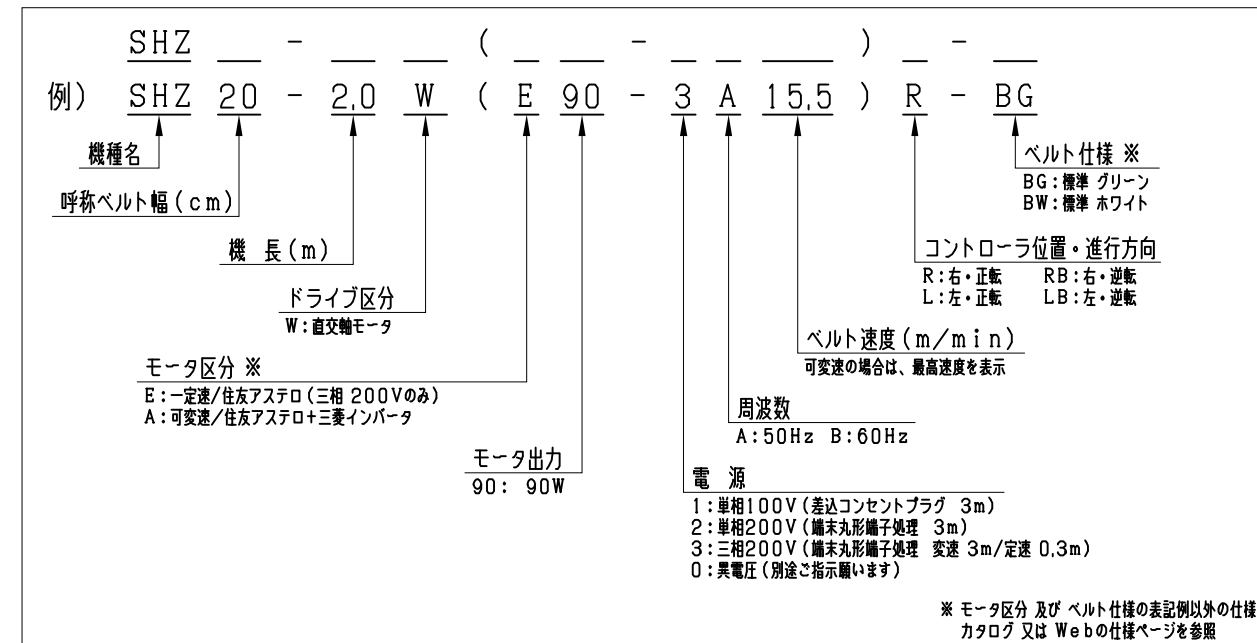 SHZ - ( - ) -
例) SHZ 20 - 2.0 W ( E 90 - 3 A 15.5 ) R - BG
機種名
呼称ベルト幅(cm)
機 長(m)
ドライブ区分
W:直交軸モータ
モータ区分 ※
E:一定速/住友アステロ(三相 200Vのみ)
A:可変速/住友アステロ+三菱インバータ
モータ出力
90: 90W
ベルト仕様 ※
BG:標準 グリーン
BW:標準 ホワイト
コントローラ位置・進行方向
R:右・正転 RB:右・逆転
L:左・正転 LB:左・逆転
ベルト速度(m/min)
可変速の場合は、最高速度を表示
周波数
A:50Hz B:60Hz
電 源
1:単相100V(差込コンセントプラグ 3m)
2:単相200V(端末丸形端子処理 3m)
3:三相200V(端末丸形端子処理 変速 3m/定速 0.3m)
0:異電圧(別途ご指示願います)
※ モータ区分 及び ベルト仕様の表記例以外の仕様
カタログ 又は Webの仕様ページを参照